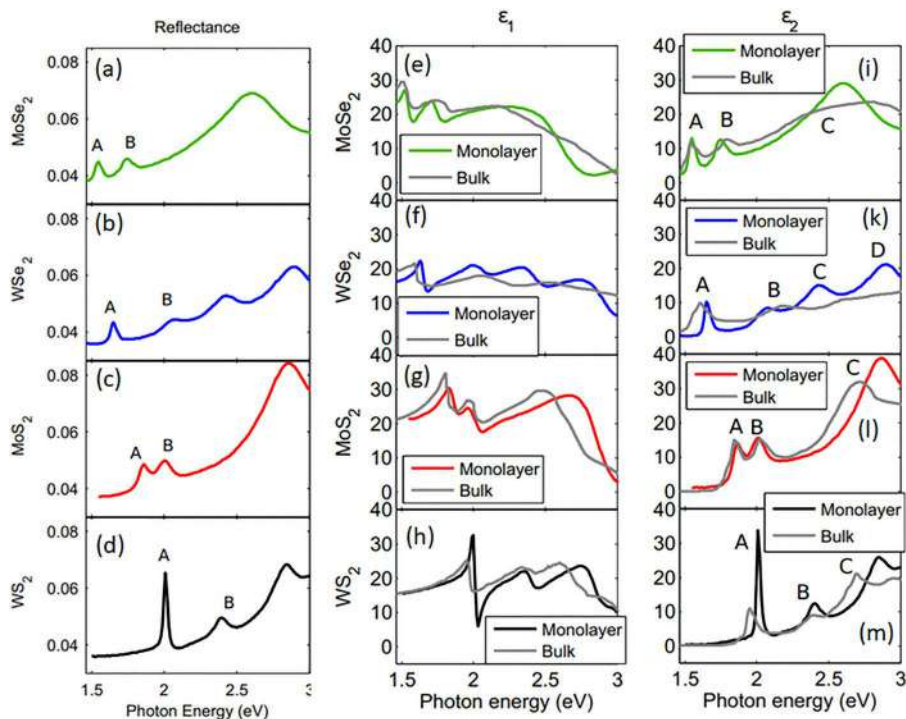 Reflectance
ε1
ε2
0.08
(a)
0.06
0.04
MoSe2
A
B
40
(e)
30
20
10
0
MoSe2
Monolayer
Bulk
40
Monolayer
Bulk
(i)
30
20
10
0
MoSe2
A
B
C
0.08
(b)
0.06
0.04
WSe2
A
B
40
(f)
30
20
10
0
WSe2
Monolayer
Bulk
40
Monolayer
Bulk
(k)
30
20
10
0
WSe2
A
B
C
D
0.08
(c)
0.06
0.04
MoS2
A
B
40
(g)
30
20
10
0
MoS2
Monolayer
Bulk
40
Monolayer
Bulk
(l)
30
20
10
0
MoS2
A
B
C
0.08
(d)
0.06
0.04
WS2
A
B
40
(h)
30
20
10
0
WS2
Monolayer
Bulk
40
Monolayer
Bulk
(m)
30
20
10
0
WS2
A
B
C
1.5 2 2.5 3
Photon Energy (eV)
1.5 2 2.5 3
Photon energy (eV)
1.5 2 2.5 3
Photon energy (eV)